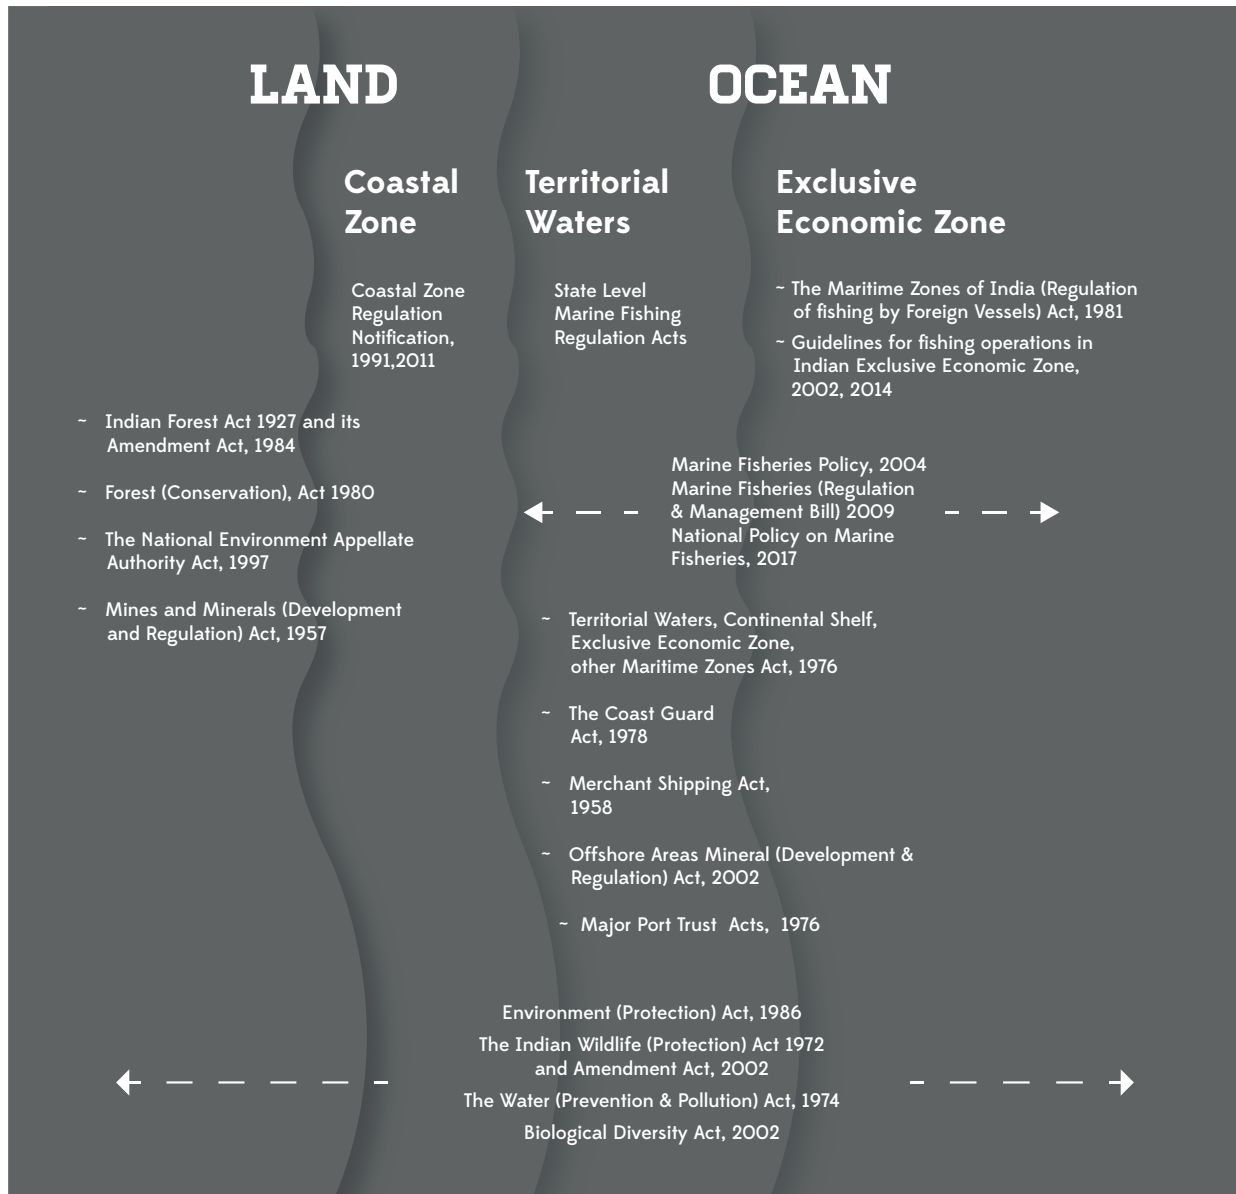 LAND
OCEAN
Coastal
Zone
Territorial
Waters
Exclusive
Economic Zone
Coastal Zone
Regulation
Notification,
1991,2011
State Level
Marine Fishing
Regulation Acts
~ The Maritime Zones of India (Regulation
of fishing by Foreign Vessels) Act, 1981
~ Guidelines for fishing operations in
Indian Exclusive Economic Zone,
2002, 2014
~ Indian Forest Act 1927 and its
Amendment Act, 1984
~ Forest (Conservation), Act 1980
~ The National Environment Appellate
Authority Act, 1997
~ Mines and Minerals (Development
and Regulation) Act, 1957
Marine Fisheries Policy, 2004
Marine Fisheries (Regulation
& Management Bill) 2009
National Policy on Marine
Fisheries, 2017
~ Territorial Waters, Continental Shelf,
Exclusive Economic Zone,
other Maritime Zones Act, 1976
~ The Coast Guard
Act, 1978
~ Merchant Shipping Act,
1958
~ Offshore Areas Mineral (Development &
Regulation) Act, 2002
~ Major Port Trust Acts, 1976
Environment (Protection) Act, 1986
The Indian Wildlife (Protection) Act 1972
and Amendment Act, 2002
The Water (Prevention & Pollution) Act, 1974
Biological Diversity Act, 2002